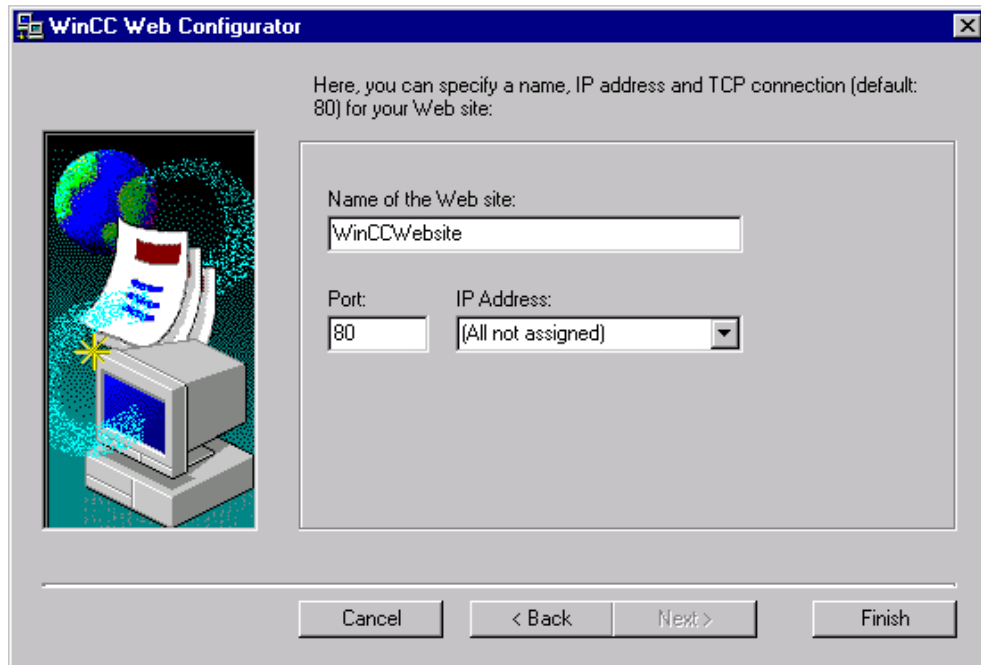 WinCC Web Configurator
Here, you can specify a name, IP address and TCP connection (default:
80) for your Web site:
Name of the Web site:
WinCCWebsite
Port:
IP Address:
80
(All not assigned)
Cancel
< Back
Next >
Finish